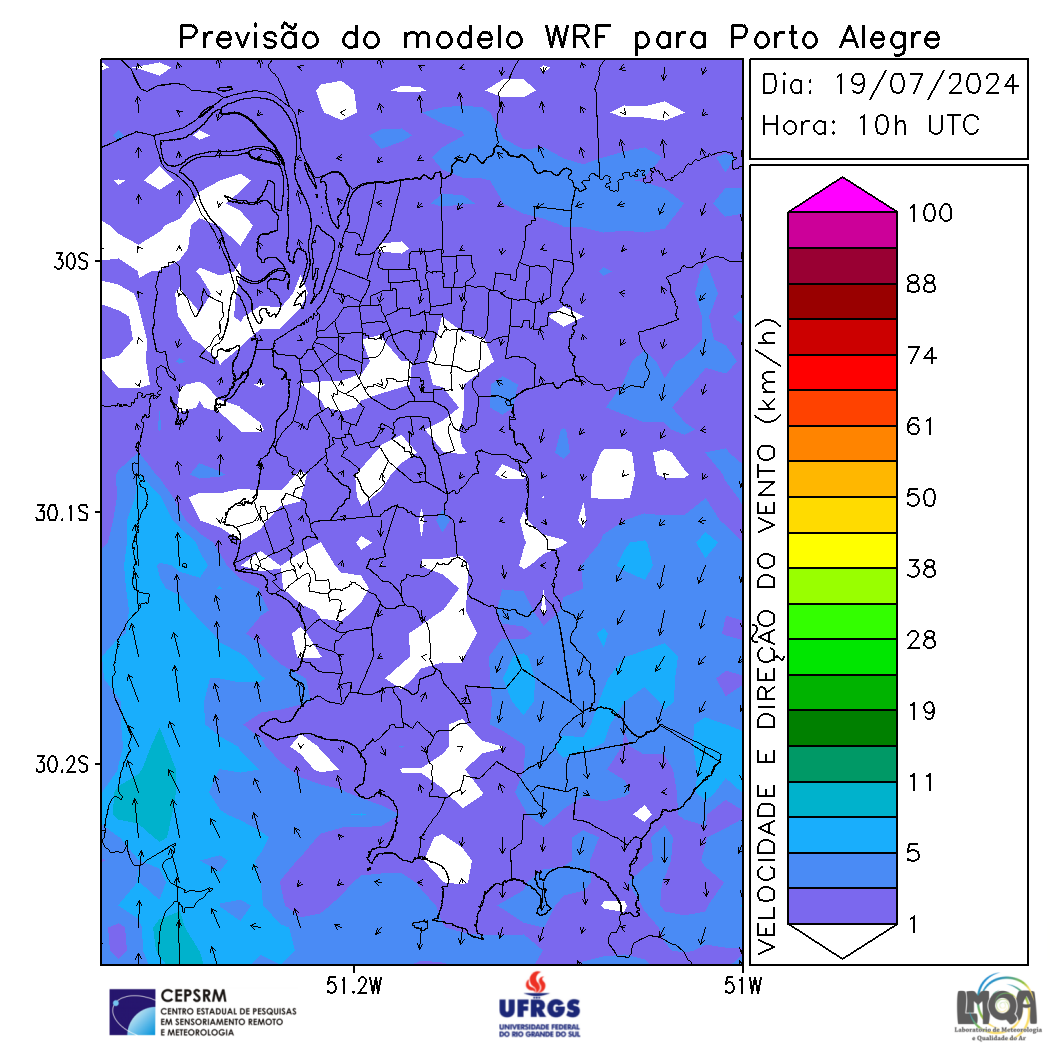 Previsão do modelo WRF para Porto Alegre
Dia: 19/07/2024
Hora: 10h UTC
30S
30.1S
30.2S
51.2W
51W
VELOCIDADE E DIREÇÃO DO VENTO (km/h)
100
88
74
61
50
38
28
19
11
5
1
CEPSRM
CENTRO ESTADUAL DE PESQUISAS
EM SENSORIAMENTO REMOTO
E METEOROLOGIA
UFRGS
UNIVERSIDADE FEDERAL
DO RIO GRANDE DO SUL
LMQA
Laboratório de Meteorologia
e Qualidade do Ar